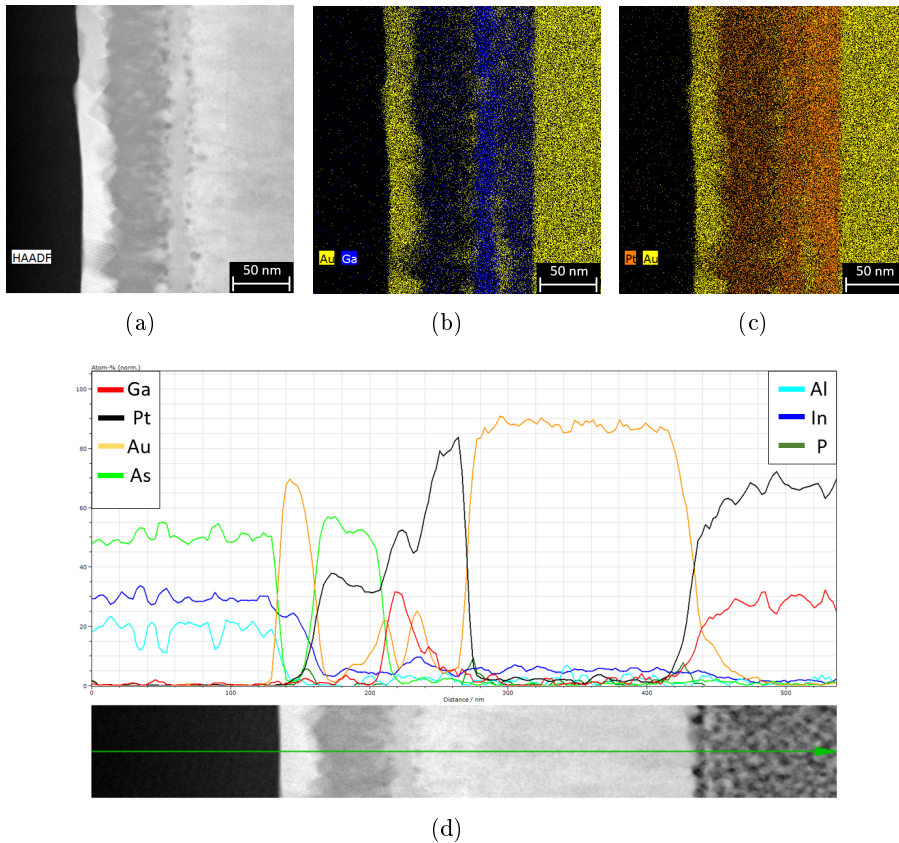 HAADF
50 nm
Au Ga
50 nm
Pt Au
50 nm
(a)
(b)
(c)
Atom-% (norm.)
100
80
60
40
20
0
Ga
Pt
Au
As
Al
In
P
0 100 200 300 400 500
Distance / nm
(d)